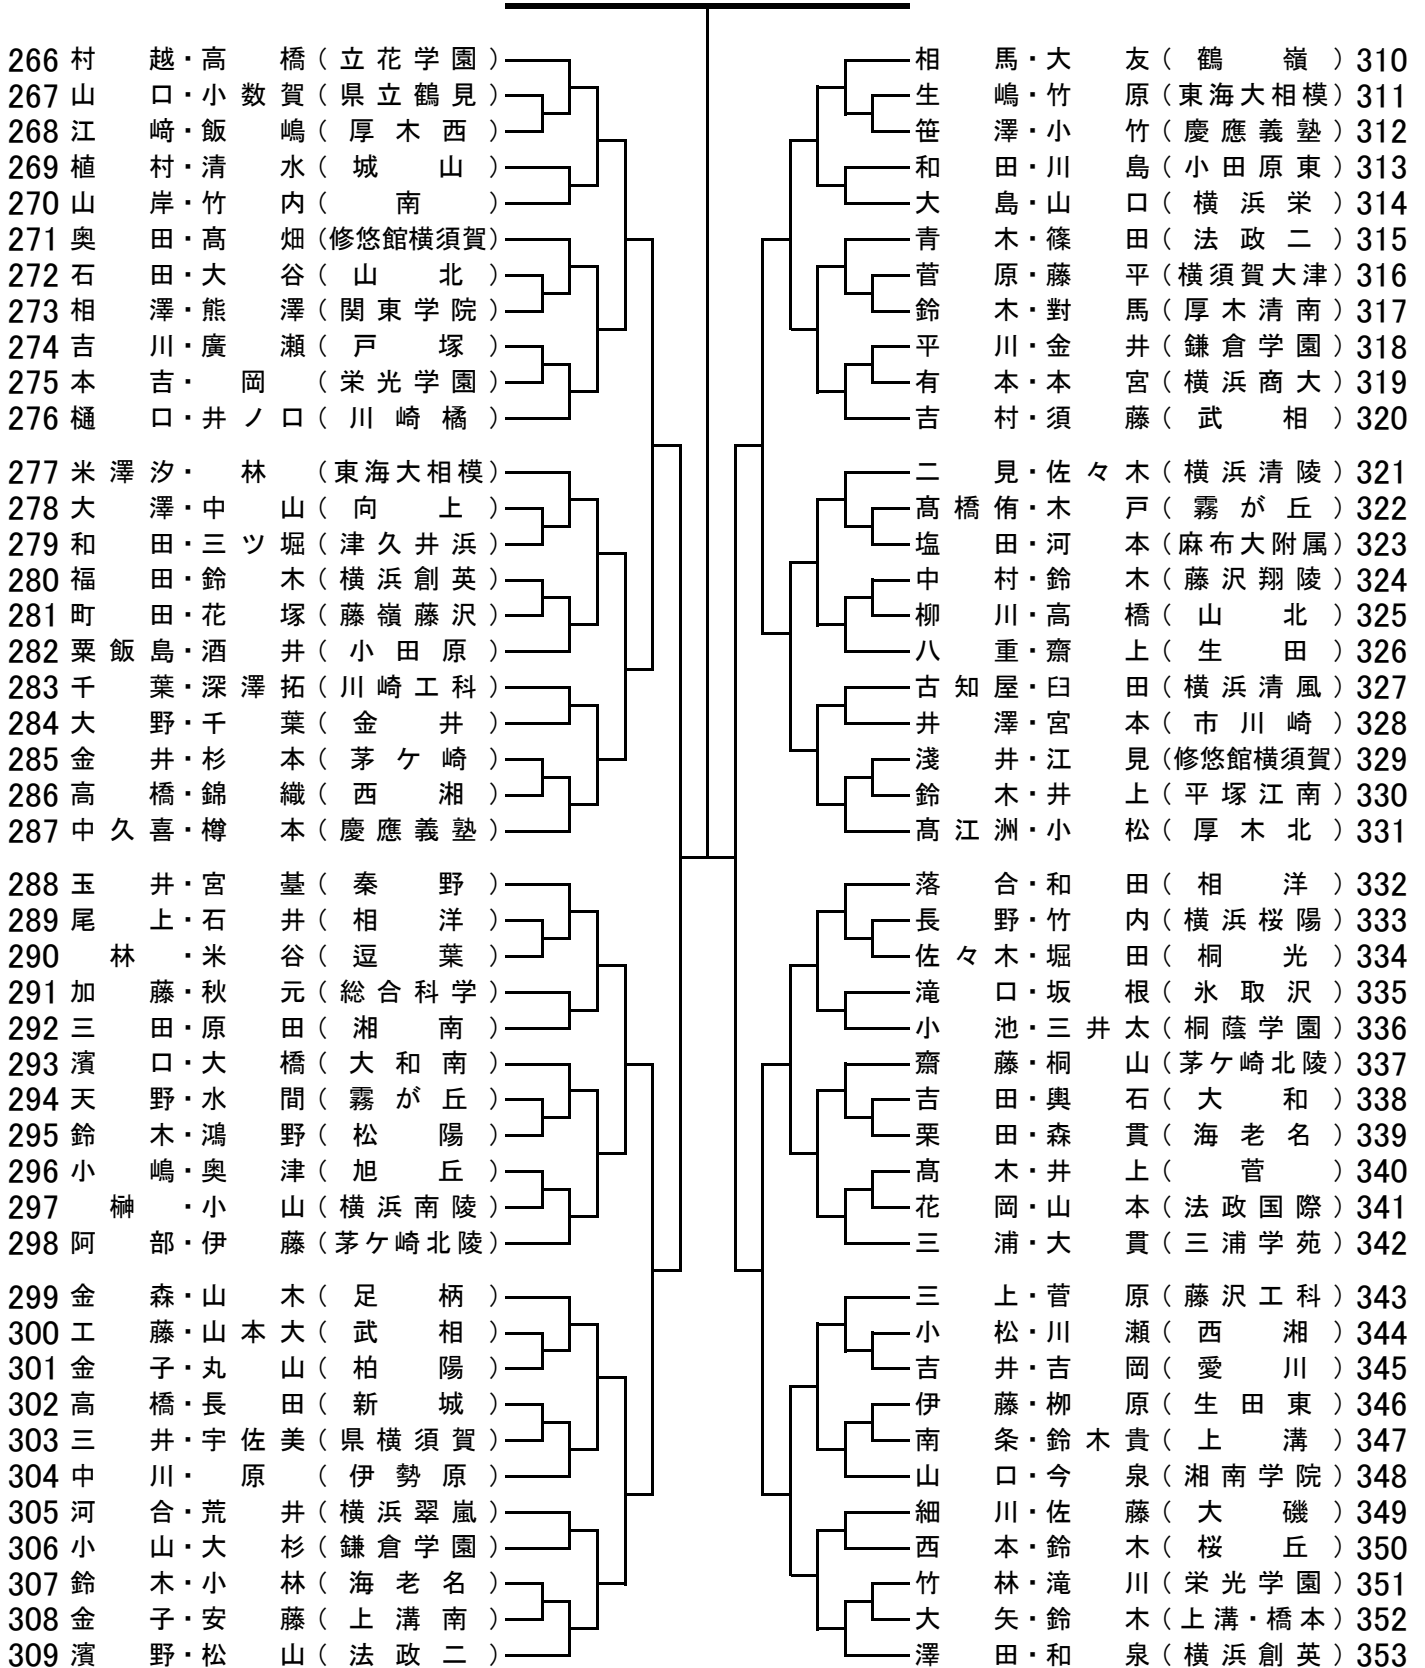 266 村越・高橋（立花学園）
267 山口・小数賀（県立鶴見）
268 江﨑・飯嶋（厚木西）
269 植村・清水（城山）
270 山岸・竹内（南）
271 奥田・髙畑（修悠館横須賀）
272 石田・大谷（山北）
273 相澤・熊澤（関東学院）
274 吉川・廣瀬（戸塚）
275 本吉・岡（栄光学園）
276 樋口・井ノ口（川崎橘）
277 米澤汐・林（東海大相模）
278 大澤・中山（向上）
279 和田・三ツ堀（津久井浜）
280 福田・鈴木（横浜創英）
281 町田・花塚（藤嶺藤沢）
282 粟飯島・酒井（小田原）
283 千葉・深澤拓（川崎工科）
284 大野・千葉（金井）
285 金井・杉本（茅ケ崎）
286 高橋・錦織（西湘）
287 中久喜・樽本（慶應義塾）
288 玉井・宮基（秦野）
289 尾上・石井（相洋）
290 林・米谷（逗葉）
291 加藤・秋元（総合科学）
292 三田・原田（湘南）
293 濱口・大橋（大和南）
294 天野・水間（霧が丘）
295 鈴木・鴻野（松陽）
296 小嶋・奥津（旭丘）
297 榊・小山（横浜南陵）
298 阿部・伊藤（茅ケ崎北陵）
299 金森・山木（足柄）
300 工藤・山本大（武相）
301 金子・丸山（柏陽）
302 高橋・長田（新城）
303 三井・宇佐美（県横須賀）
304 中川・原（伊勢原）
305 河合・荒井（横浜翠嵐）
306 小山・大杉（鎌倉学園）
307 鈴木・小林（海老名）
308 金子・安藤（上溝南）
309 濱野・松山（法政二）
相馬・大友（鶴嶺）310
生嶋・竹原（東海大相模）311
笹澤・小竹（慶應義塾）312
和田・川島（小田原東）313
大島・山口（横浜栄）314
青木・篠田（法政二）315
菅原・藤平（横須賀大津）316
鈴木・對馬（厚木清南）317
平川・金井（鎌倉学園）318
有本・本宮（横浜商大）319
吉村・須藤（武相）320
二見・佐々木（横浜清陵）321
髙橋侑・木戸（霧が丘）322
塩田・河本（麻布大附属）323
中村・鈴木（藤沢翔陵）324
柳川・高橋（山北）325
八重・齋上（生田）326
古知屋・臼田（横浜清風）327
井澤・宮本（市川崎）328
淺井・江見（修悠館横須賀）329
鈴木・井上（平塚江南）330
髙江洲・小松（厚木北）331
落合・和田（相洋）332
長野・竹内（横浜桜陽）333
佐々木・堀田（桐光）334
滝口・坂根（氷取沢）335
小池・三井太（桐蔭学園）336
齋藤・桐山（茅ケ崎北陵）337
吉田・輿石（大和）338
栗田・森貫（海老名）339
髙木・井上（菅）340
花岡・山本（法政国際）341
三浦・大貫（三浦学苑）342
三上・菅原（藤沢工科）343
小松・川瀬（西湘）344
吉井・吉岡（愛川）345
伊藤・栁原（生田東）346
南条・鈴木貴（上溝）347
山口・今泉（湘南学院）348
細川・佐藤（大磯）349
西本・鈴木（桜丘）350
竹林・滝川（栄光学園）351
大矢・鈴木（上溝・橋本）352
澤田・和泉（横浜創英）353